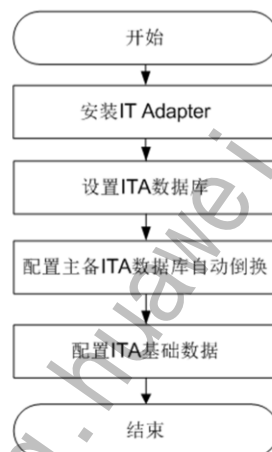 开始
安装IT Adapter
设置ITA数据库
配置主备ITA数据库自动倒换
配置ITA基础数据
结束
g.huawei